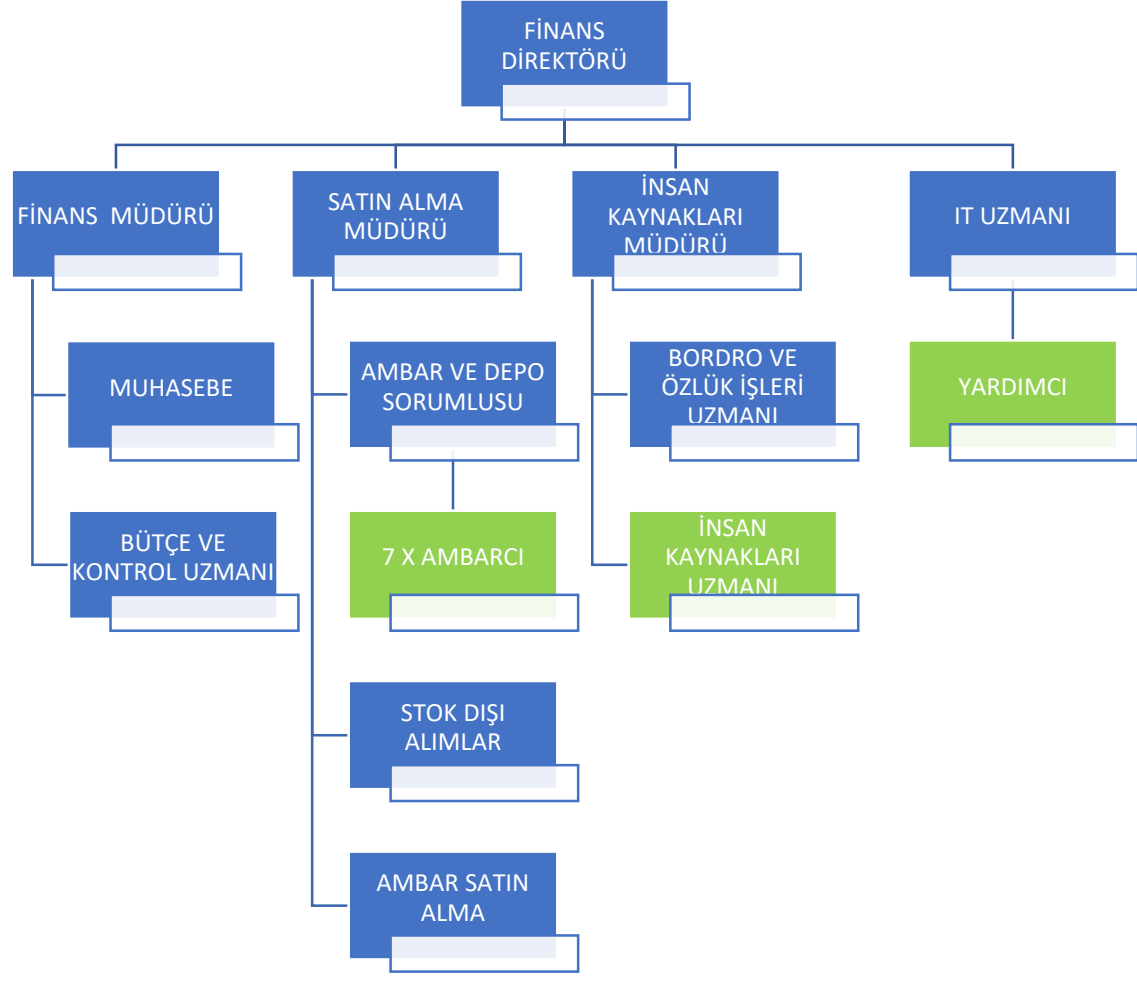 FİNANS
DİREKTÖRÜ
FİNANS  MÜDÜRÜ
SATIN ALMA
MÜDÜRÜ
İNSAN
KAYNAKLARI
MÜDÜRÜ
IT UZMANI
MUHASEBE
AMBAR VE DEPO
SORUMLUSU
BORDRO VE
ÖZLÜK İŞLERİ
UZMANI
YARDIMCI
BÜTÇE VE
KONTROL UZMANI
7 X AMBARCI
İNSAN
KAYNAKLARI
UZMANI
STOK DIŞI
ALIMLAR
AMBAR SATIN
ALMA